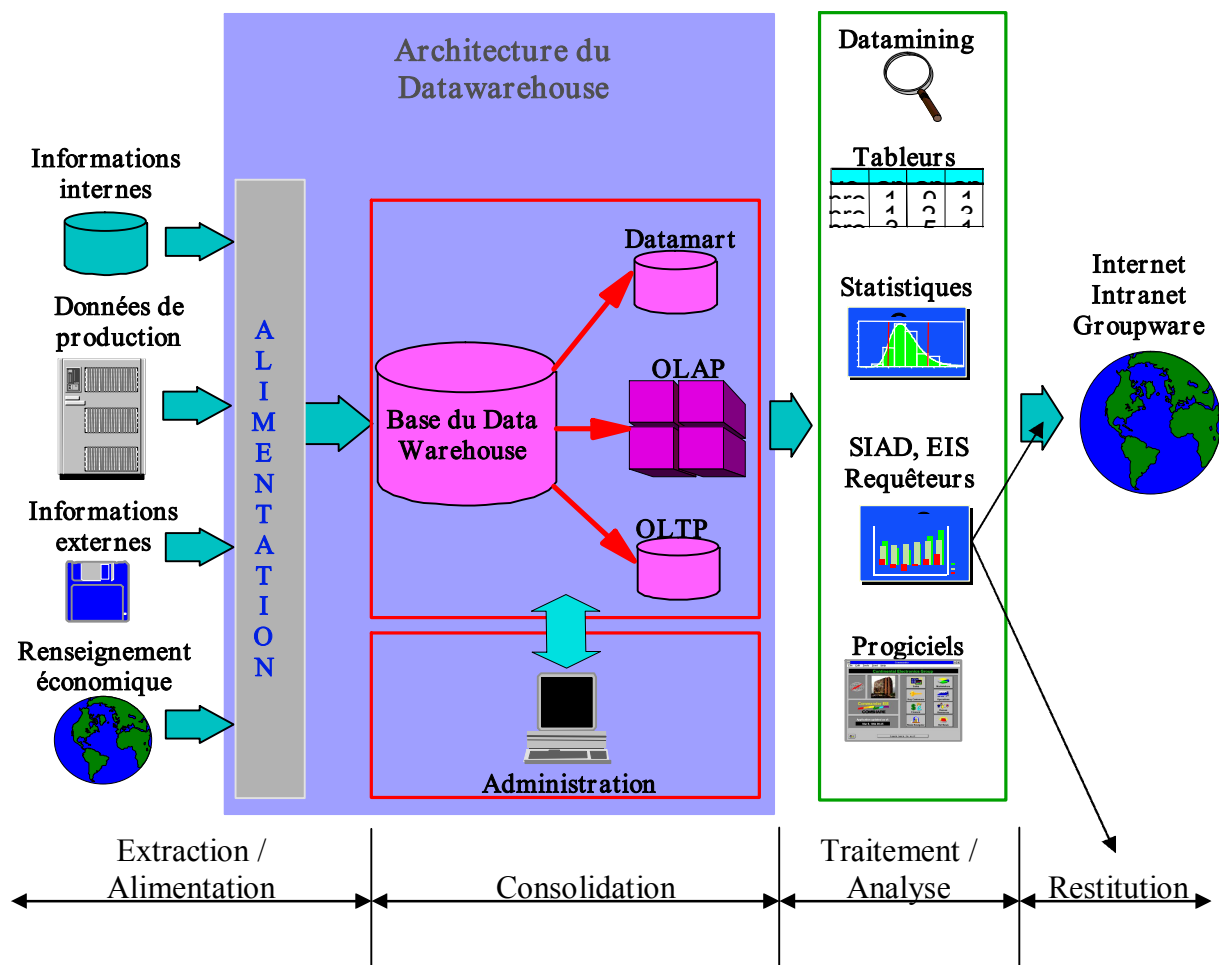 Architecture du
Datawarehouse
Informations
internes
Données de
production
Informations
externes
Renseignement
économique
ALIMENTATION
Base du Data
Warehouse
Datamart
OLAP
OLTP
Administration
Datamining
Tableurs
Statistiques
SIAD, EIS
Requêteurs
Progiciels
Internet
Intranet
Groupware
Extraction /
Alimentation
Consolidation
Traitement /
Analyse
Restitution